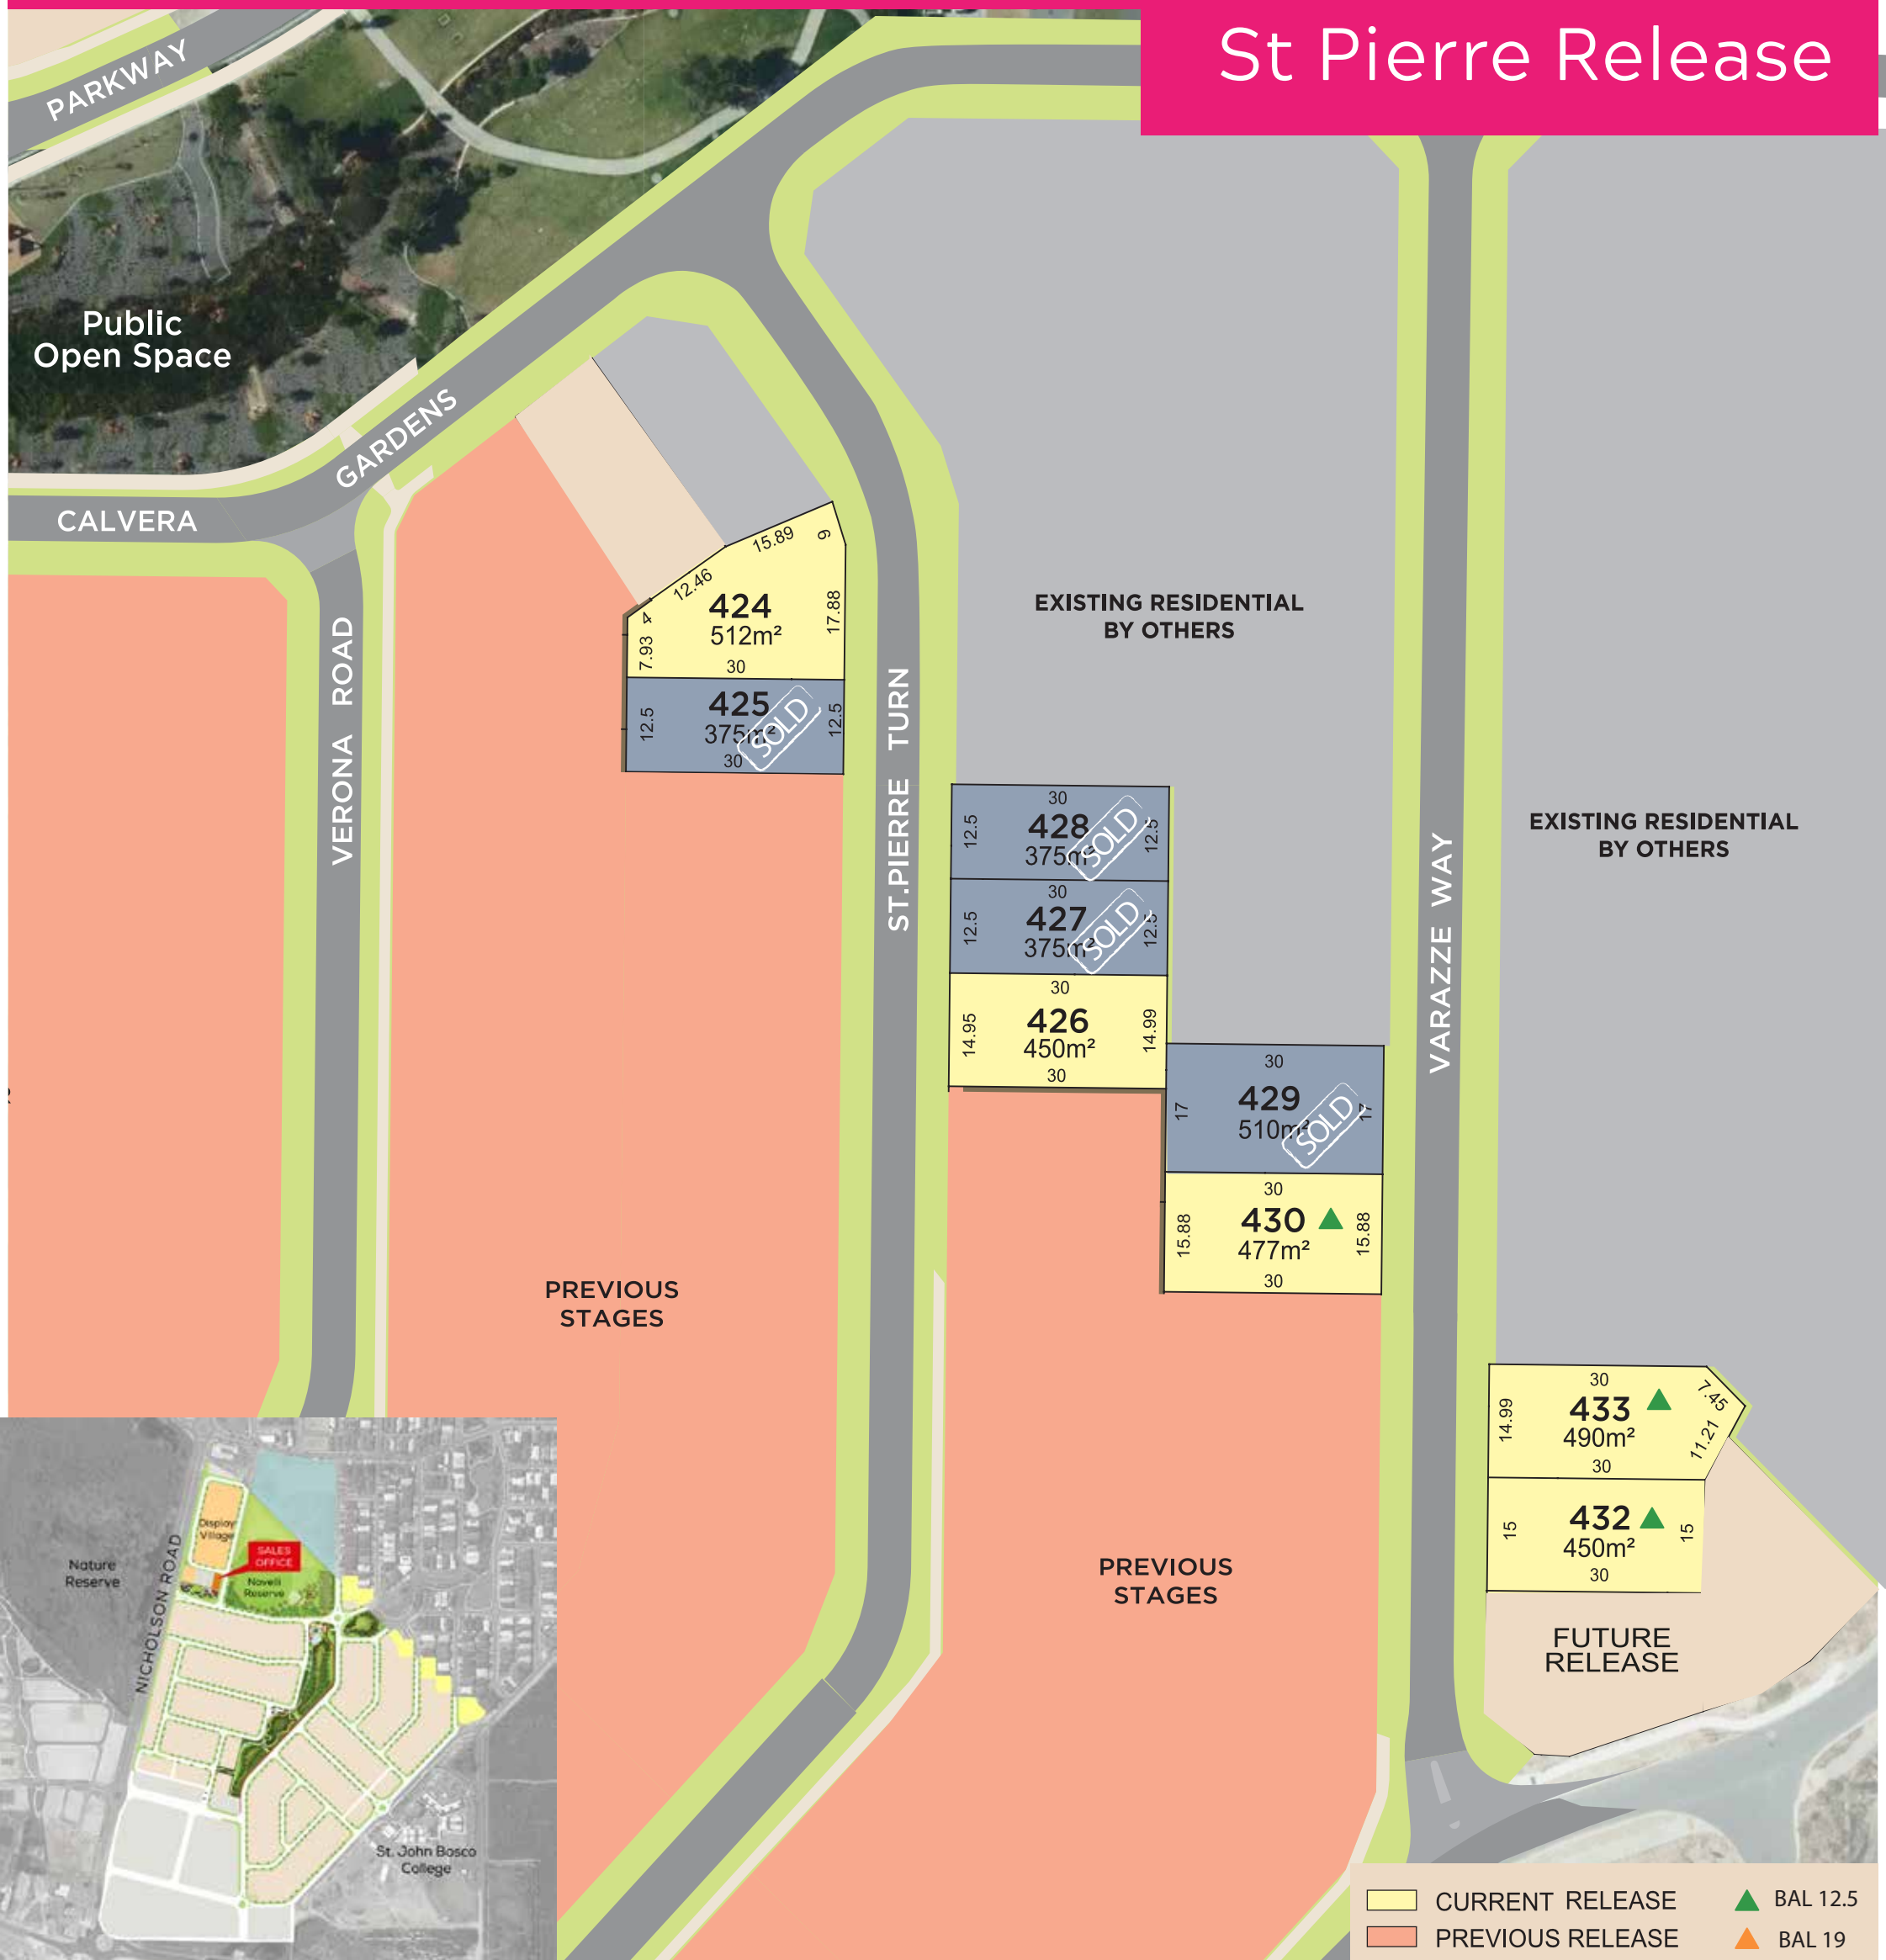 St Pierre Release
PARKWAY
Public
Open Space
GARDENS
CALVERA
VERONA ROAD
ST.PIERRE TURN
VARAZZE WAY
15.89
6
12.46
4
7.93
17.88
424
512m²
30
425
375m²
12.5
12.5
30
SOLD
EXISTING RESIDENTIAL
BY OTHERS
EXISTING RESIDENTIAL
BY OTHERS
30
428
375m²
12.5
12.5
SOLD
30
427
375m²
12.5
12.5
SOLD
30
426
450m²
14.95
14.99
30
30
429
510m²
17
17
SOLD
30
430
477m²
15.88
15.88
30
PREVIOUS
STAGES
30
433
490m²
14.99
7.45
11.21
30
432
450m²
15
15
30
PREVIOUS
STAGES
FUTURE
RELEASE
Display
Village
SALES
OFFICE
Nature
Reserve
Novelli
Reserve
NICHOLSON ROAD
St. John Bosco
College
CURRENT RELEASE
BAL 12.5
PREVIOUS RELEASE
BAL 19